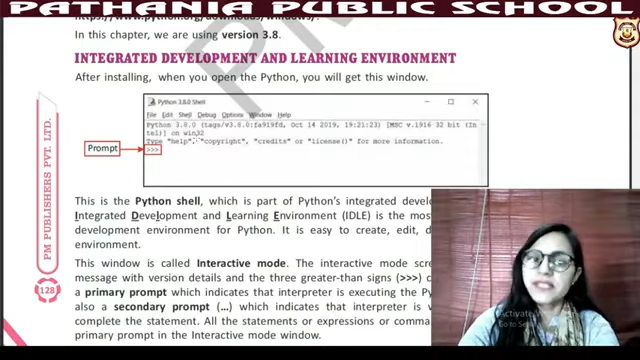 PATHANIA PUBLIC SCHOOL
https://www.python.org/downloads/windows/.
In this chapter, we are using version 3.8.
INTEGRATED DEVELOPMENT AND LEARNING ENVIRONMENT
After installing, when you open the Python, you will get this window.
Python 3.8.0 Shell
File Edit Shell Debug Options Window Help
Python 3.8.0 (tags/v3.8.0:fa919fd, Oct 14 2019, 19:21:23) [MSC v.1916 32 bit (In
tel)] on win32
Type "help", "copyright", "credits" or "license()" for more information.
>>>
Prompt
This is the Python shell, which is part of Python's integrated
Integrated Development and Learning Environment (IDLE) is the
development environment for Python. It is easy to create, edit,
environment.
This window is called Interactive mode. The interactive mode
message with version details and the three greater-than signs (>>>)
a primary prompt which indicates that interpreter is executing the
also a secondary prompt (...) which indicates that interpreter is
complete the statement. All the statements or expressions or
primary prompt in the Interactive mode window.
PM PUBLISHERS PVT. LTD.
128